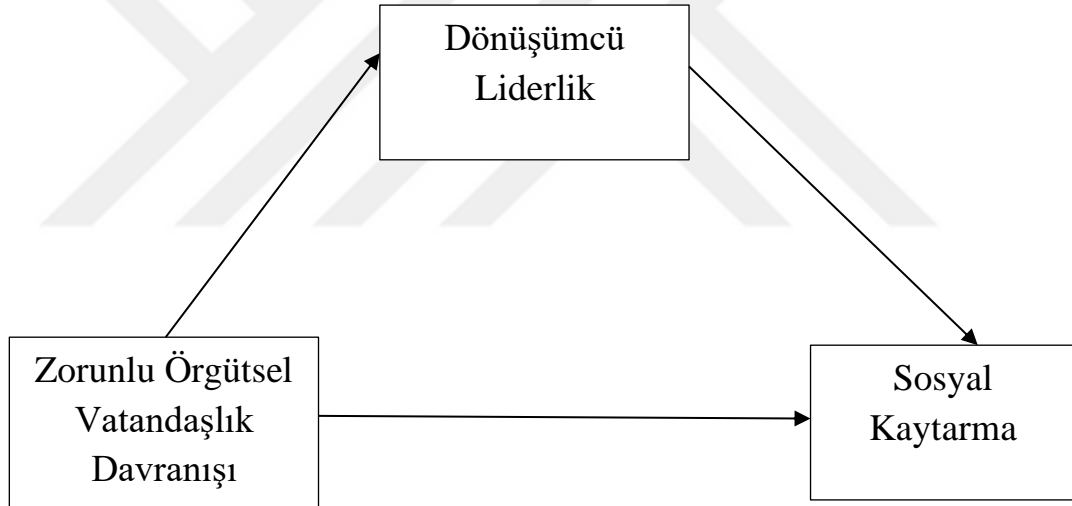 Dönüşümcü
Liderlik
Zorunlu Örgütsel
Vatandaşlık
Davranışı
Sosyal
Kaytarma